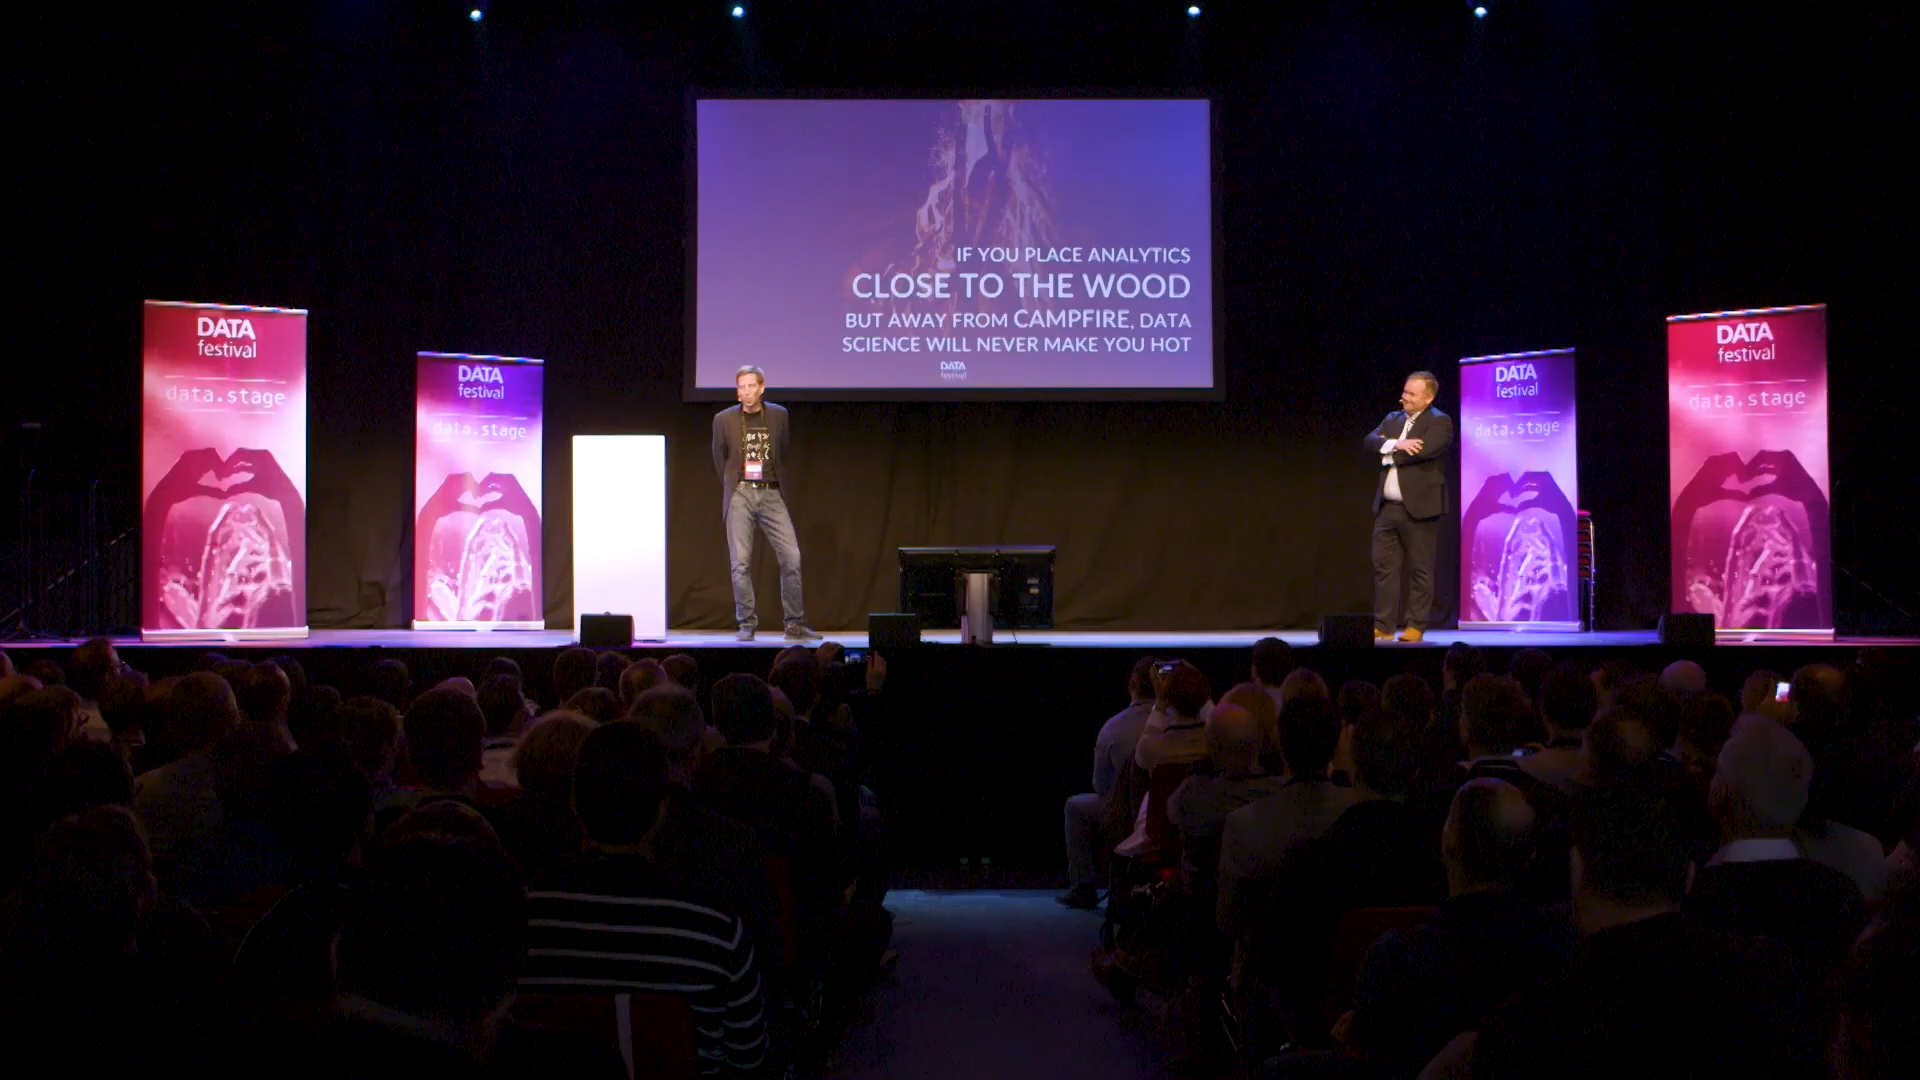 IF YOU PLACE ANALYTICS
CLOSE TO THE WOOD
BUT AWAY FROM CAMPFIRE, DATA
SCIENCE WILL NEVER MAKE YOU HOT
DATA
festival
DATA
festival
data.stage
DATA
festival
data.stage
DATA
festival
data.stage
DATA
festival
data.stage